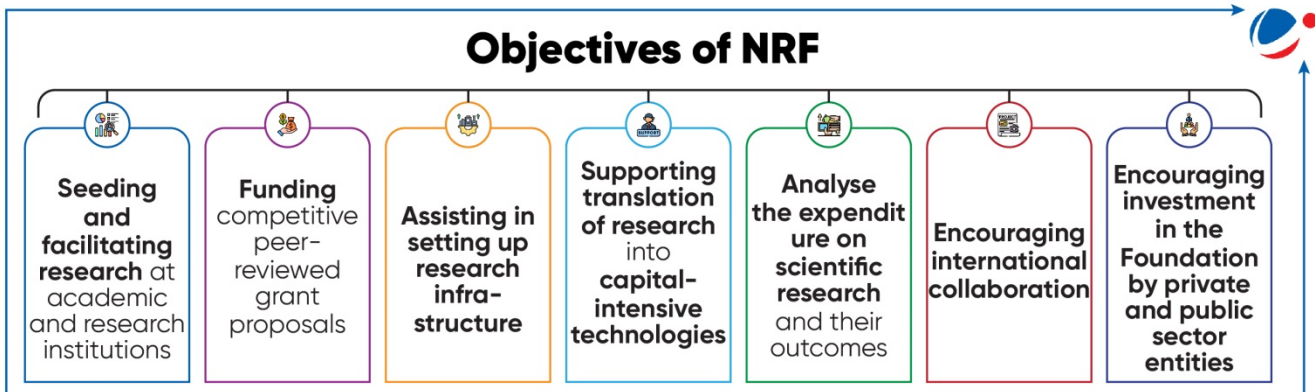 Objectives of NRF
Seeding
and
facilitating
research at
academic
and research
institutions
Funding
competitive
peer-
reviewed
grant
proposals
Assisting in
setting up
research
infra-
structure
Supporting
translation
of research
into
capital-
intensive
technologies
Analyse
the expendit
ure on
scientific
research
and their
outcomes
Encouraging
international
collaboration
Encouraging
investment
in the
Foundation
by private
and public
sector
entities